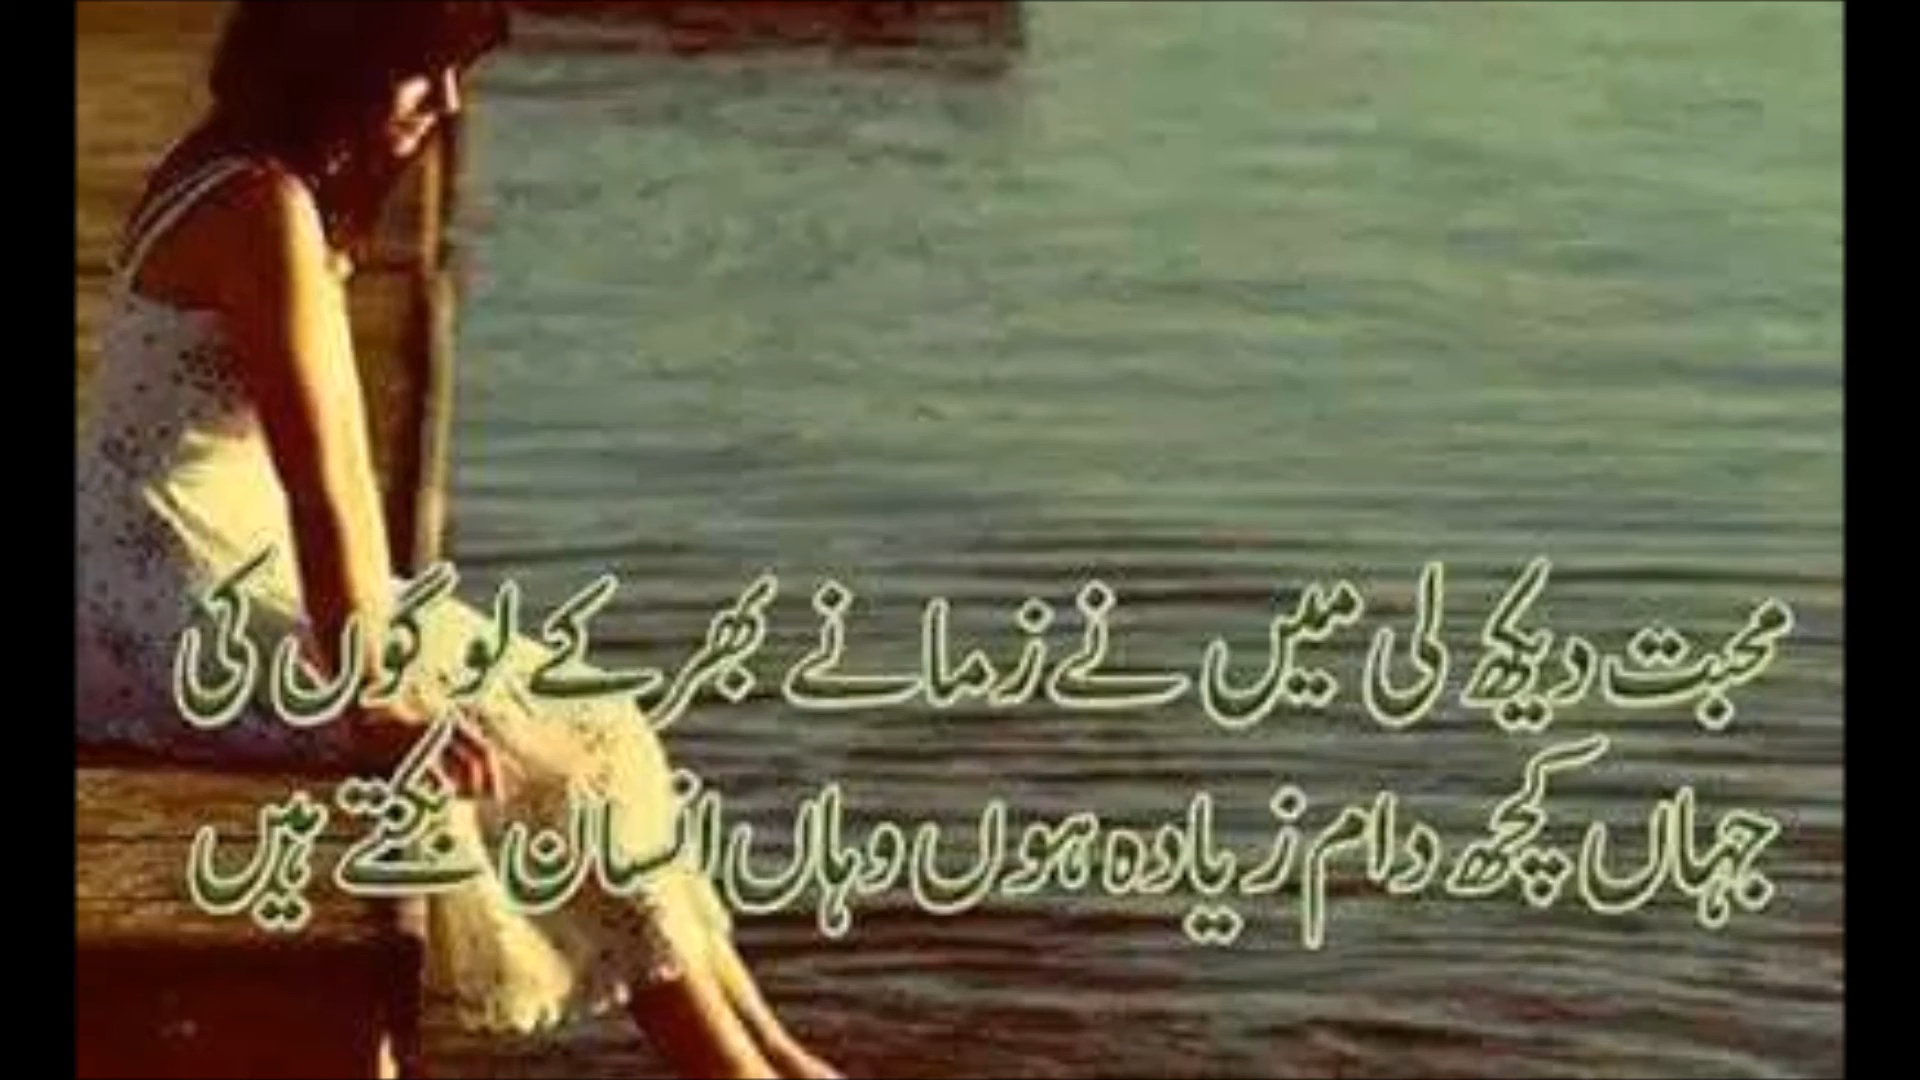 محبت دیکھ لی میں نے زمانے بھر کے لوگوں کی
جہاں کچھ دام زیادہ ہوں وہاں انسان بکتے ہیں